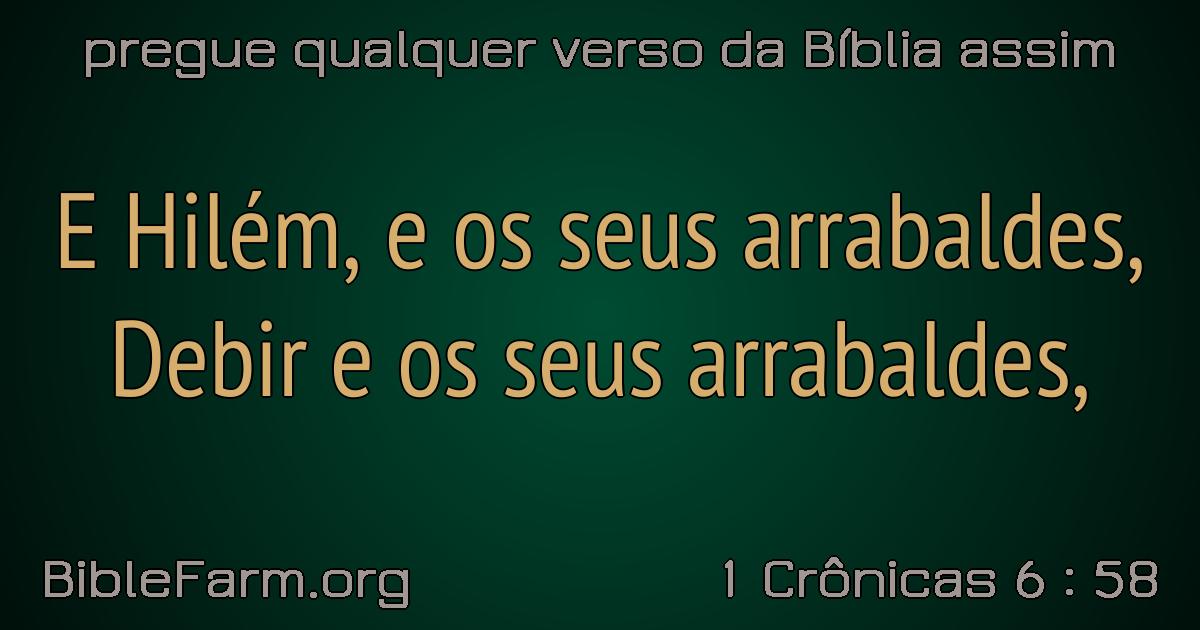 pregue qualquer verso da Bíblia assim
E Hilém, e os seus arrabaldes,
Debir e os seus arrabaldes,
BibleFarm.org
1 Crônicas 6 : 58